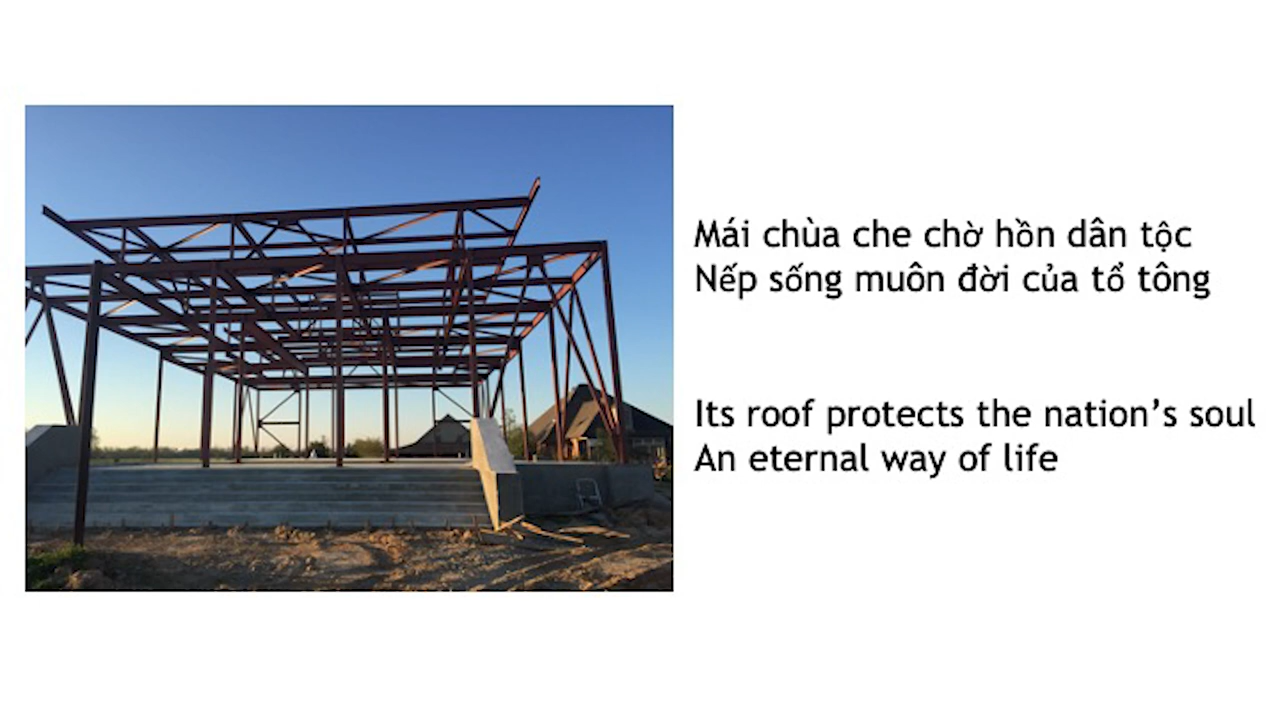 Mái chùa che chờ hồn dân tộc
Nếp sống muôn đời của tổ tông
Its roof protects the nation’s soul
An eternal way of life